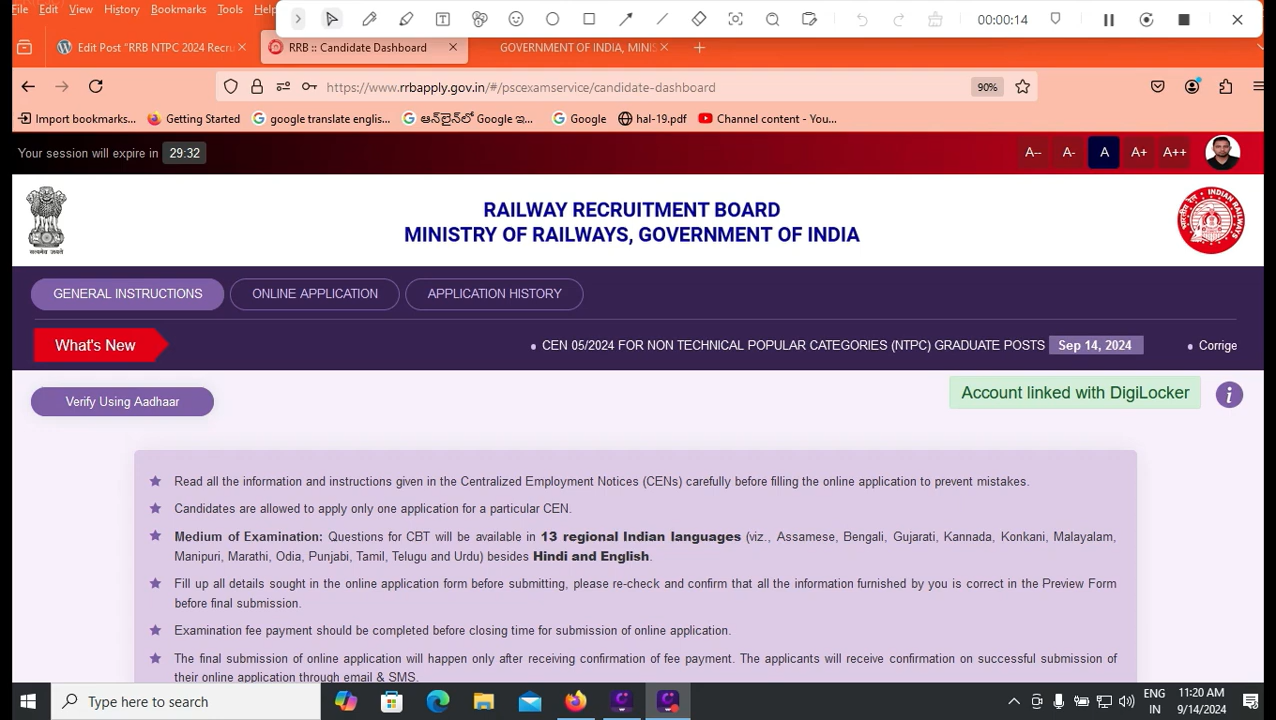 File Edit View History Bookmarks Tools Help
00:00:14
Edit Post "RRB NTPC 2024 Recru
RRB :: Candidate Dashboard
GOVERNMENT OF INDIA, MINIS
https://www.rrbapply.gov.in/#/pscexamservice/candidate-dashboard
90%
Import bookmarks...
Getting Started
google translate englis...
ఆన్‌లైన్‌లో Google ఇ...
Google
hal-19.pdf
Channel content - You...
Your session will expire in 29:32
A-- A- A A+ A++
RAILWAY RECRUITMENT BOARD
MINISTRY OF RAILWAYS, GOVERNMENT OF INDIA
GENERAL INSTRUCTIONS
ONLINE APPLICATION
APPLICATION HISTORY
What's New
CEN 05/2024 FOR NON TECHNICAL POPULAR CATEGORIES (NTPC) GRADUATE POSTS Sep 14, 2024
Corrige
Verify Using Aadhaar
Account linked with DigiLocker
Read all the information and instructions given in the Centralized Employment Notices (CENs) carefully before filling the online application to prevent mistakes.
Candidates are allowed to apply only one application for a particular CEN.
Medium of Examination: Questions for CBT will be available in 13 regional Indian languages (viz., Assamese, Bengali, Gujarati, Kannada, Konkani, Malayalam,
Manipuri, Marathi, Odia, Punjabi, Tamil, Telugu and Urdu) besides Hindi and English.
Fill up all details sought in the online application form before submitting, please re-check and confirm that all the information furnished by you is correct in the Preview Form
before final submission.
Examination fee payment should be completed before closing time for submission of online application.
The final submission of online application will happen only after receiving confirmation of fee payment. The applicants will receive confirmation on successful submission of
their online application through email & SMS.
Type here to search
ENG
IN
11:20 AM
9/14/2024